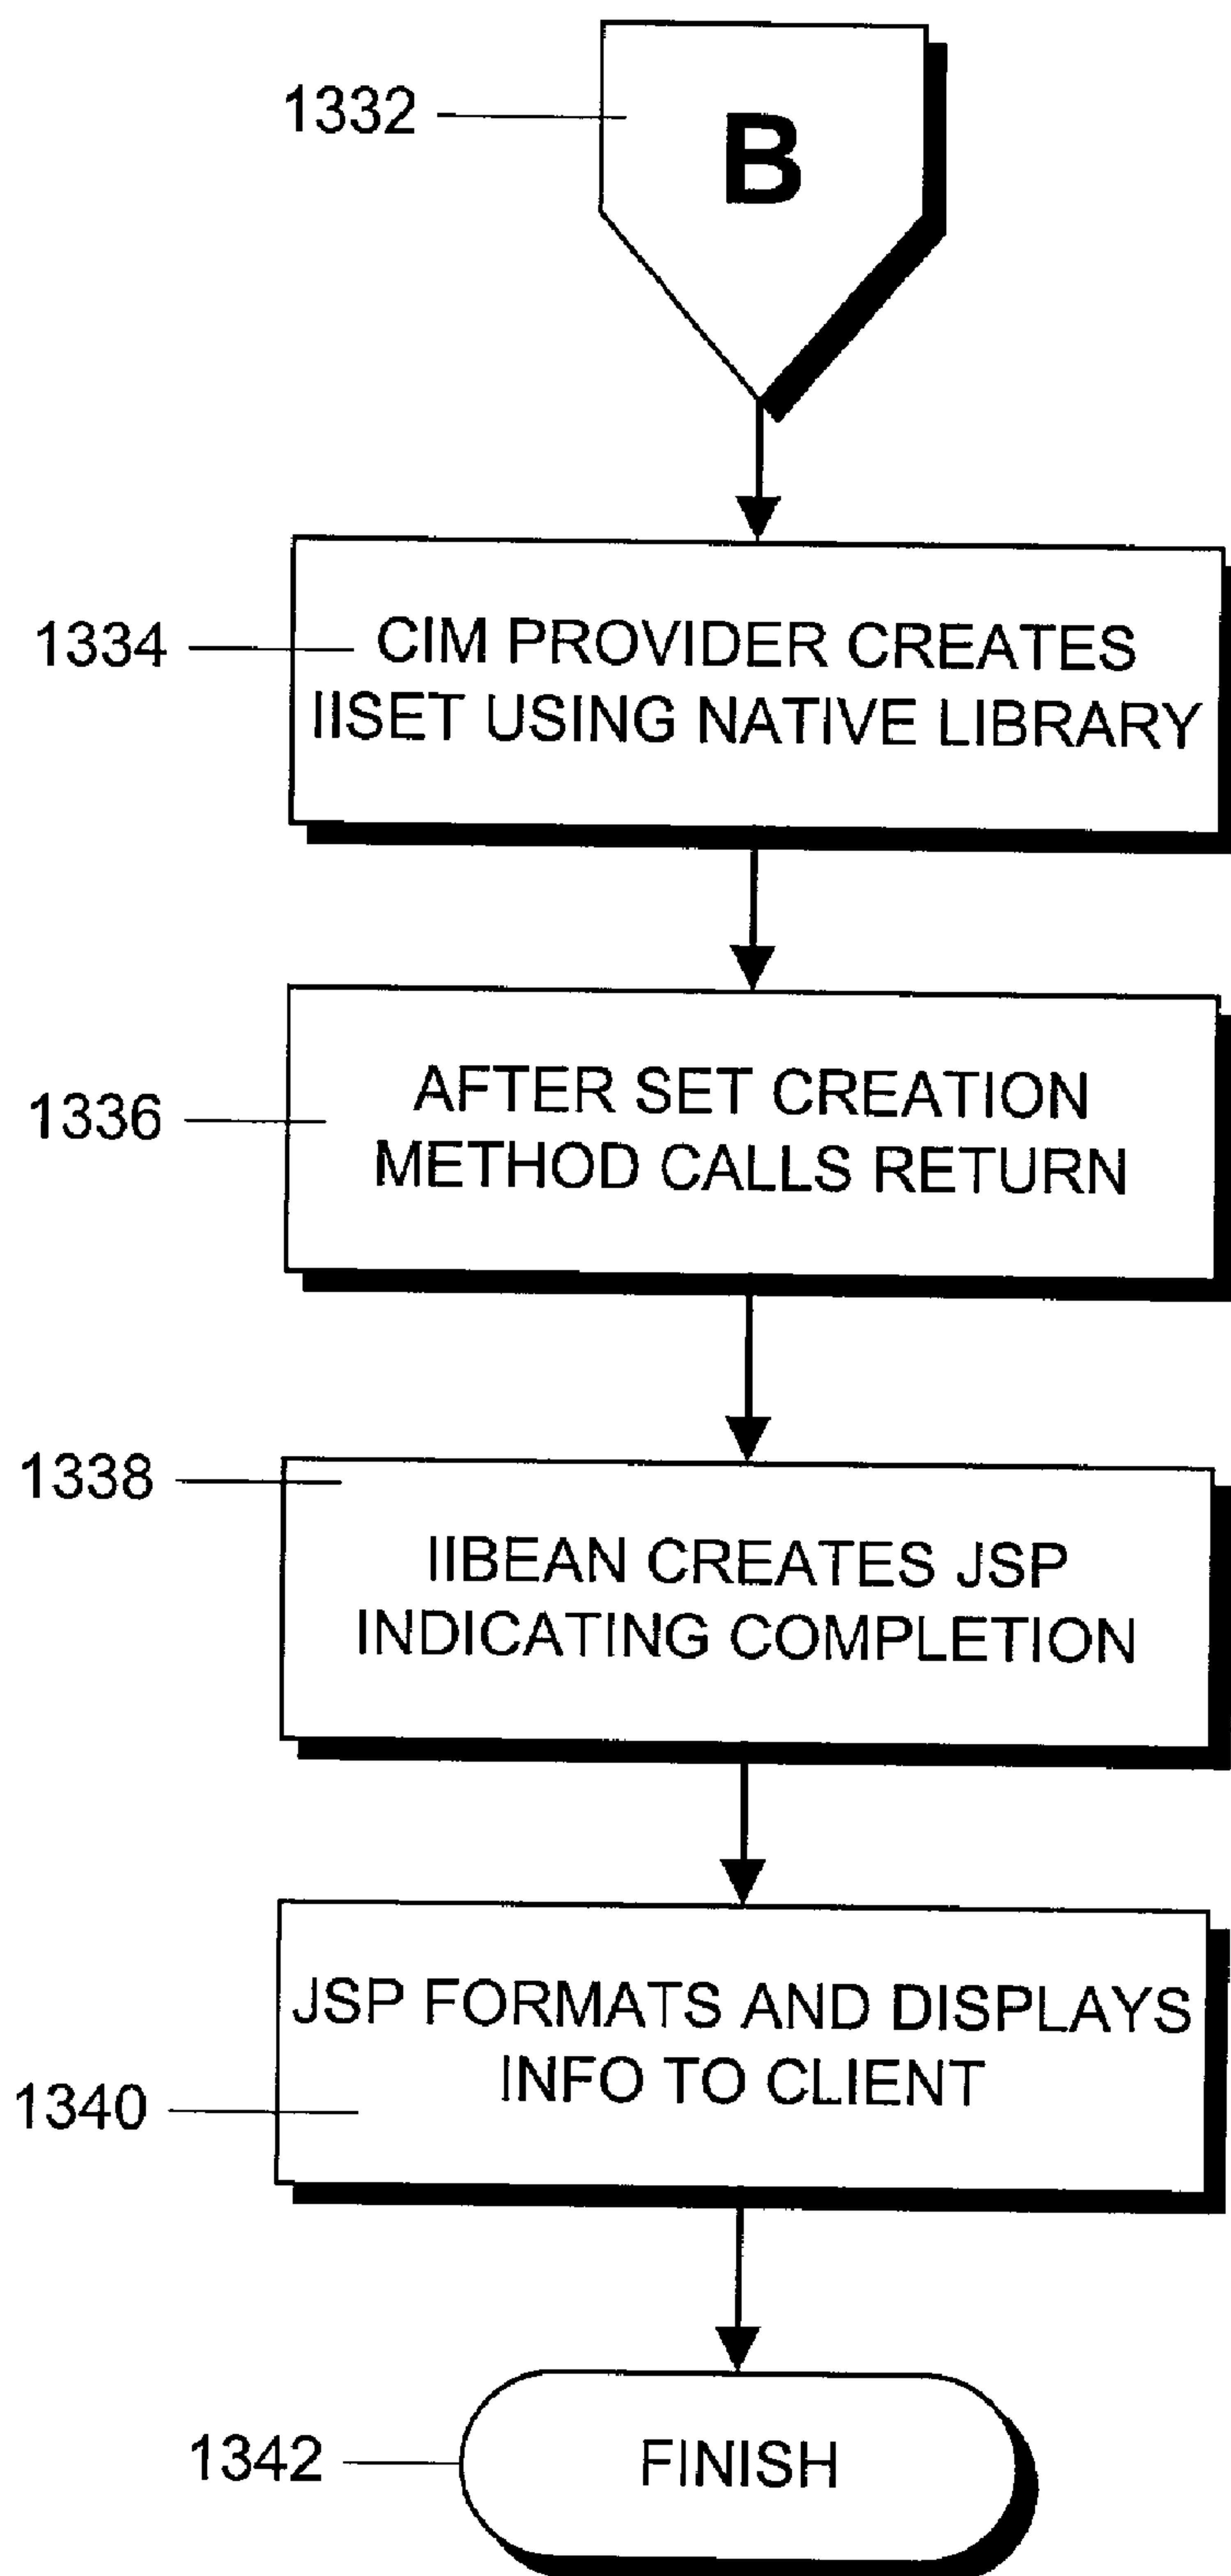 1332
B
1334
CIM PROVIDER CREATES
IISET USING NATIVE LIBRARY
1336
AFTER SET CREATION
METHOD CALLS RETURN
1338
IIBEAN CREATES JSP
INDICATING COMPLETION
JSP FORMATS AND DISPLAYS
INFO TO CLIENT
1340
1342
FINISH